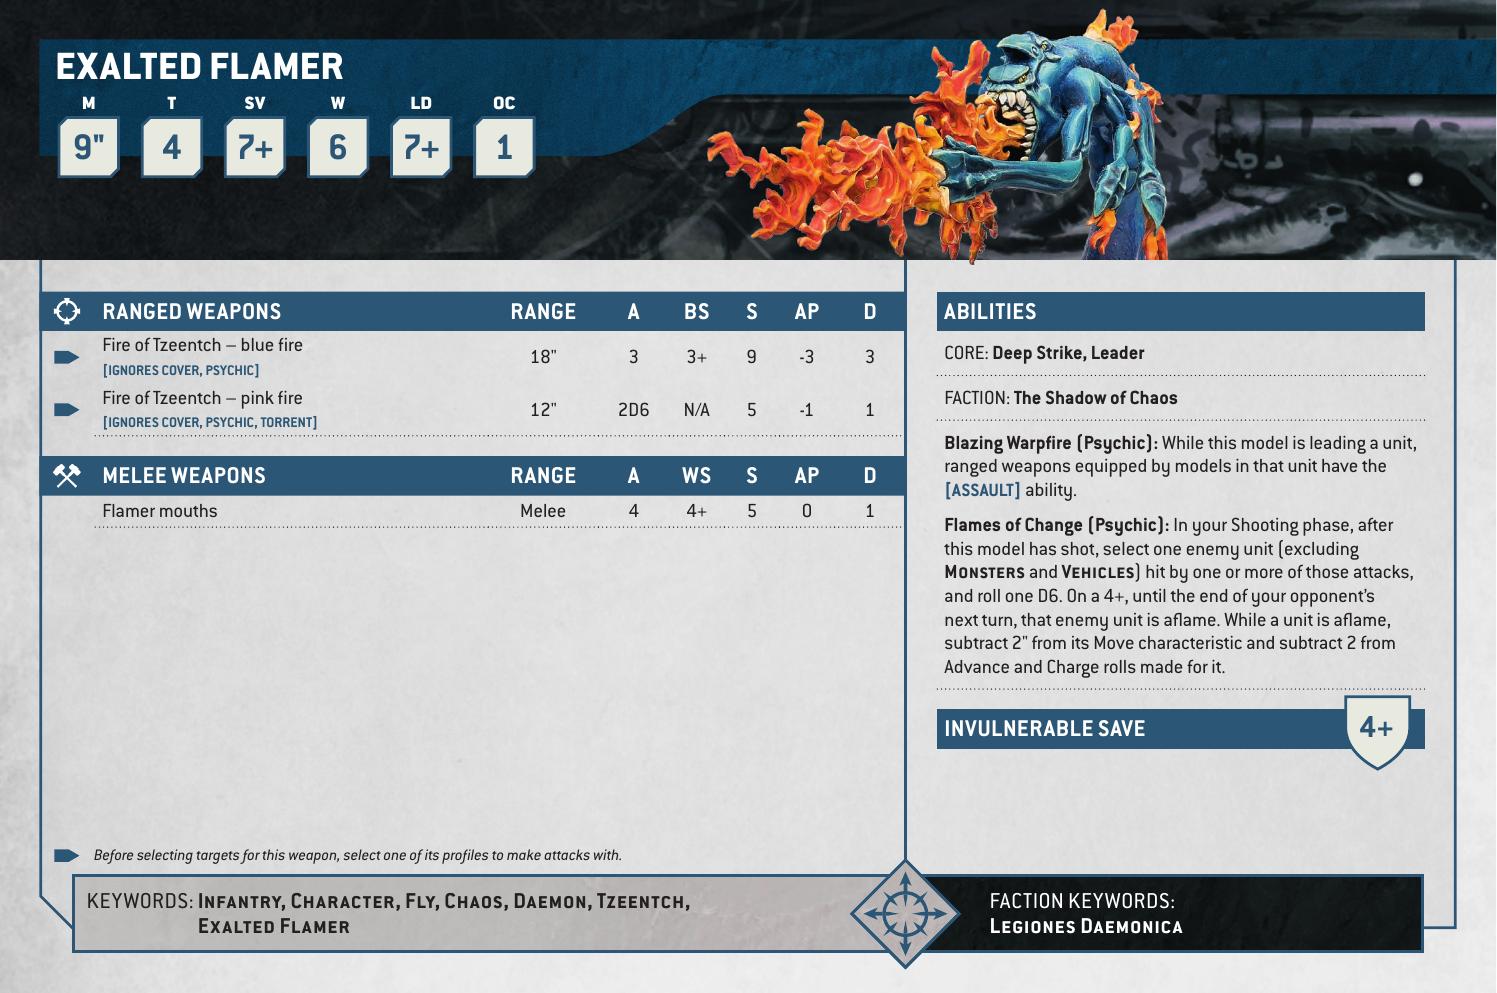 EXALTED FLAMER
M T SV W LD OC
9" 4 7+ 6 7+ 1
RANGED WEAPONS RANGE A BS S AP D
Fire of Tzeentch – blue fire
[IGNORES COVER, PSYCHIC] 18" 3 3+ 9 -3 3
Fire of Tzeentch – pink fire
[IGNORES COVER, PSYCHIC, TORRENT] 12" 2D6 N/A 5 -1 1
MELEE WEAPONS RANGE A WS S AP D
Flamer mouths Melee 4 4+ 5 0 1
Before selecting targets for this weapon, select one of its profiles to make attacks with.
ABILITIES
CORE: Deep Strike, Leader
FACTION: The Shadow of Chaos
Blazing Warpfire (Psychic): While this model is leading a unit,
ranged weapons equipped by models in that unit have the
[ASSAULT] ability.
Flames of Change (Psychic): In your Shooting phase, after
this model has shot, select one enemy unit (excluding
MONSTERS and VEHICLES) hit by one or more of those attacks,
and roll one D6. On a 4+, until the end of your opponent's
next turn, that enemy unit is aflame. While a unit is aflame,
subtract 2" from its Move characteristic and subtract 2 from
Advance and Charge rolls made for it.
INVULNERABLE SAVE 4+
KEYWORDS: INFANTRY, CHARACTER, FLY, CHAOS, DAEMON, TZEENTCH,
EXALTED FLAMER
FACTION KEYWORDS:
LEGIONES DAEMONICA